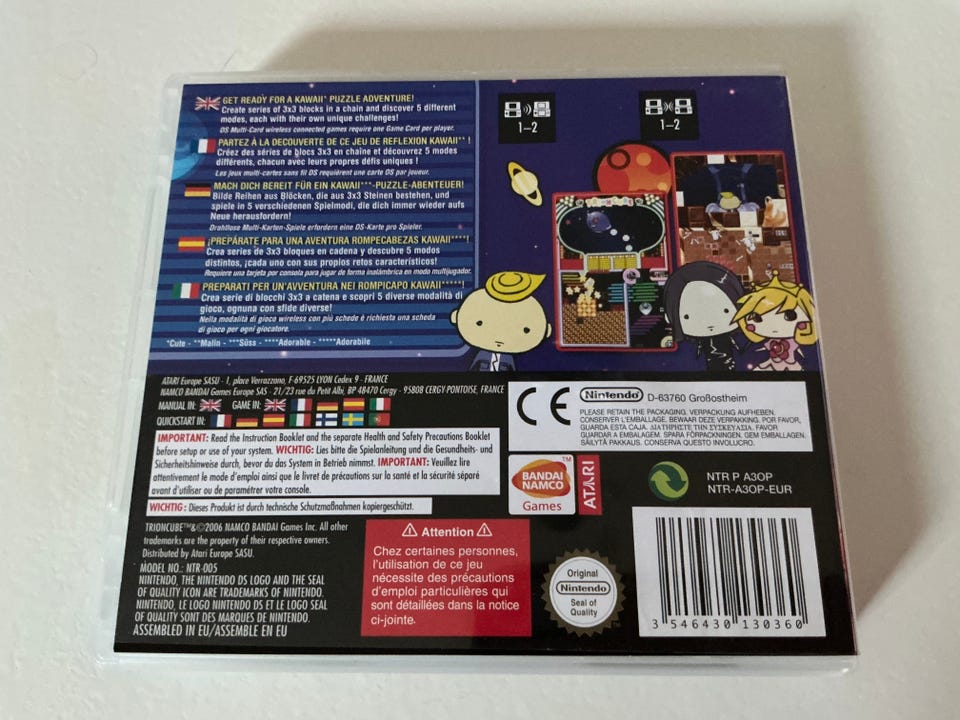 GET READY FOR A KAWAII* PUZZLE ADVENTURE!
Create series of 3x3 blocks in a chain and discover 5 different
modes, each with their own unique challenges!
DS Multi-Card wireless connected games require one Game Card per player.
PARTEZ À LA DECOUVERTE DE CE JEU DE REFLEXION KAWAII** !
Créez des séries de blocs 3x3 en chaîne et découvrez 5 modes
différents, chacun avec leurs propres défis uniques !
Les jeux multi-cartes sans fil DS requièrent une carte DS par joueur.
MACH DICH BEREIT FÜR EIN KAWAII***-PUZZLE-ABENTEUER!
Bilde Reihen aus Blöcken, die aus 3x3 Steinen bestehen, und
spiele in 5 verschiedenen Spielmodi, die dich immer wieder aufs
Neue herausfordern!
Drahtlose Multi-Karten-Spiele erfordern eine DS-Karte pro Spieler.
¡PREPÁRATE PARA UNA AVENTURA ROMPECABEZAS KAWAII****!
Crea series de 3x3 bloques en cadena y descubre 5 modos
distintos, ¡cada uno con sus propios retos característicos!
Requiere una tarjeta por consola para jugar de forma inalámbrica en modo multijugador.
PREPARATI PER UN'AVVENTURA NEI ROMPICAPO KAWAII*****!
Crea serie di blocchi 3x3 a catena e scopri 5 diverse modalità di
gioco, ognuna con sfide diverse!
Nella modalità di gioco wireless con più schede è richiesta una scheda
di gioco per ogni giocatore.
*Cute - **Malin - ***Süss - ****Adorable - *****Adorabile
1–2
1–2
ATARI Europe SASU - 1, place Verrazzano, F-69525 LYON Cedex 9 - FRANCE
NAMCO BANDAI Games Europe SAS - 21/23 rue du Petit Albi, BP 48470 Cergy - 95808 CERGY-PONTOISE, FRANCE
MANUAL IN:
GAME IN:
QUICKSTART IN:
IMPORTANT: Read the Instruction Booklet and the separate Health and Safety Precautions Booklet
before setup or use of your system. WICHTIG: Lies bitte die Spielanleitung und die Gesundheits- und
Sicherheitshinweise durch, bevor du das System in Betrieb nimmst. IMPORTANT: Veuillez lire
attentivement le mode d'emploi ainsi que le livret de précautions sur la santé et la sécurité séparé
avant d'utiliser ou de paramétrer votre console.
WICHTIG: Dieses Produkt ist durch technische Schutzmaßnahmen kopiergeschützt.
TRIONCUBE™&©2006 NAMCO BANDAI Games Inc. All other
trademarks are the property of their respective owners.
Distributed by Atari Europe SASU.
MODEL NO.: NTR-005
NINTENDO, THE NINTENDO DS LOGO AND THE SEAL
OF QUALITY ICON ARE TRADEMARKS OF NINTENDO.
NINTENDO, LE LOGO NINTENDO DS ET LE LOGO SEAL
OF QUALITY SONT DES MARQUES DE NINTENDO.
ASSEMBLED IN EU/ASSEMBLE EN EU
Attention
Chez certaines personnes,
l'utilisation de ce jeu
nécessite des précautions
d'emploi particulières qui
sont détaillées dans la notice
ci-jointe.
CE
Nintendo
D-63760 Großostheim
PLEASE RETAIN THE PACKAGING. VERPACKUNG AUFHEBEN.
CONSERVER L'EMBALLAGE. BEWAAR DEZE VERPAKKING. POR FAVOR,
GUARDA ESTA CAJA. ΔΙΑΤΗΡΗΣΤΕ ΤΗΝ ΣΥΣΚΕΥΑΣΙΑ. FAVOR
GUARDAR A EMBALAGEM. SPARA FÖRPACKNINGEN. GEM EMBALLAGEN.
SÄILYTÄ PAKKAUS. CONSERVA QUESTO INVOLUCRO.
BANDAI
NAMCO
Games
ATARI
NTR P A3OP
NTR-A3OP-EUR
Original
Nintendo
Seal of
Quality
3 546430 130360